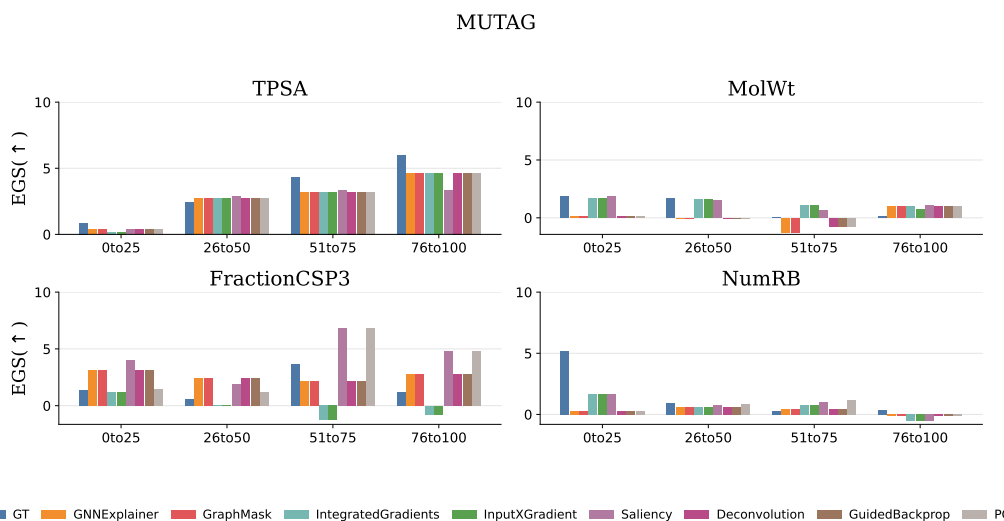 MUTAG
TPSA
MolWt
EGS( ↑ )
10
5
0
0to25 26to50 51to75 76to100
10
5
0
0to25 26to50 51to75 76to100
FractionCSP3
NumRB
EGS( ↑ )
10
5
0
0to25 26to50 51to75 76to100
10
5
0
0to25 26to50 51to75 76to100
GT GNNExplainer GraphMask IntegratedGradients InputXGradient Saliency Deconvolution GuidedBackprop